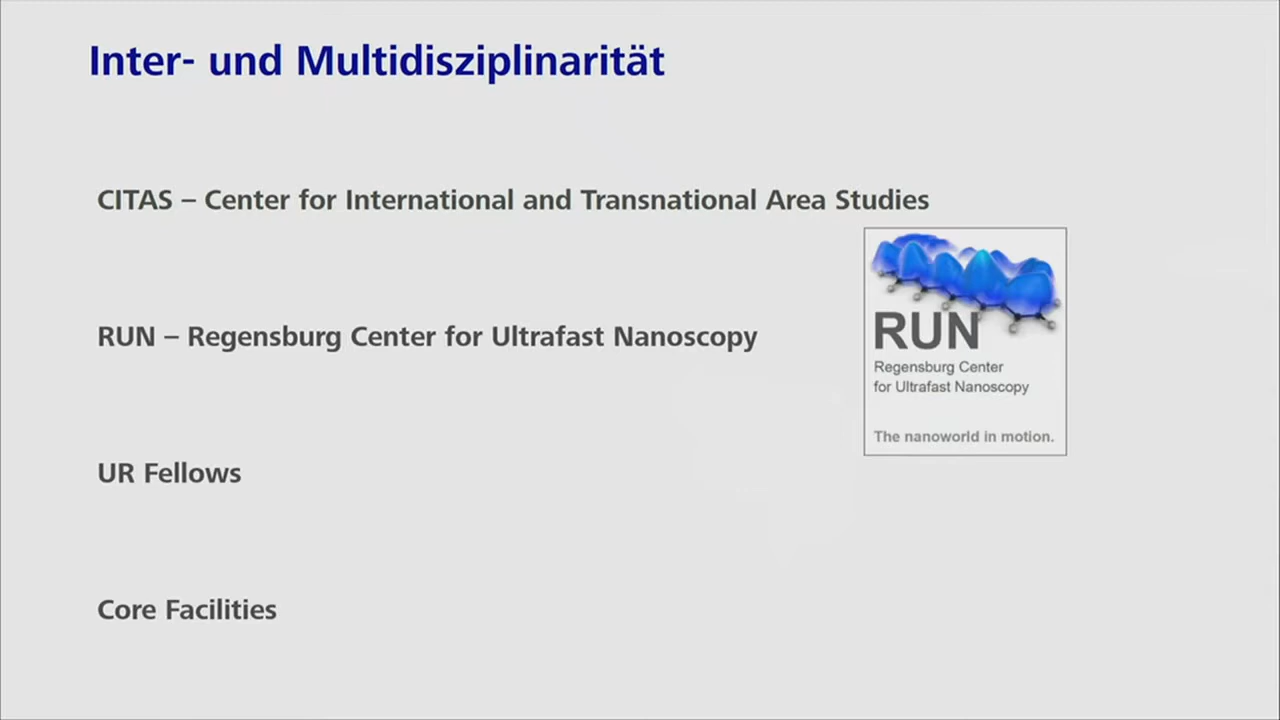 Inter- und Multidisziplinarität
CITAS – Center for International and Transnational Area Studies
RUN – Regensburg Center for Ultrafast Nanoscopy
RUN
Regensburg Center
for Ultrafast Nanoscopy
The nanoworld in motion.
UR Fellows
Core Facilities